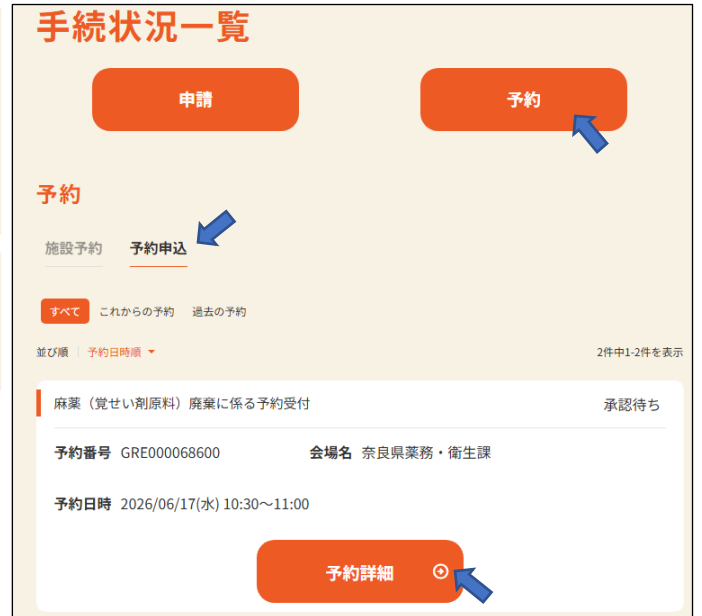 手続状況一覧
申請 予約
予約
施設予約 予約申込
すべて これからの予約 過去の予約
並び順 予約日時順 2件中1-2件を表示
麻薬（覚せい剤原料）廃棄に係る予約受付 承認待ち
予約番号 GRE000068600 会場名 奈良県薬務・衛生課
予約日時 2026/06/17(水) 10:30～11:00
予約詳細